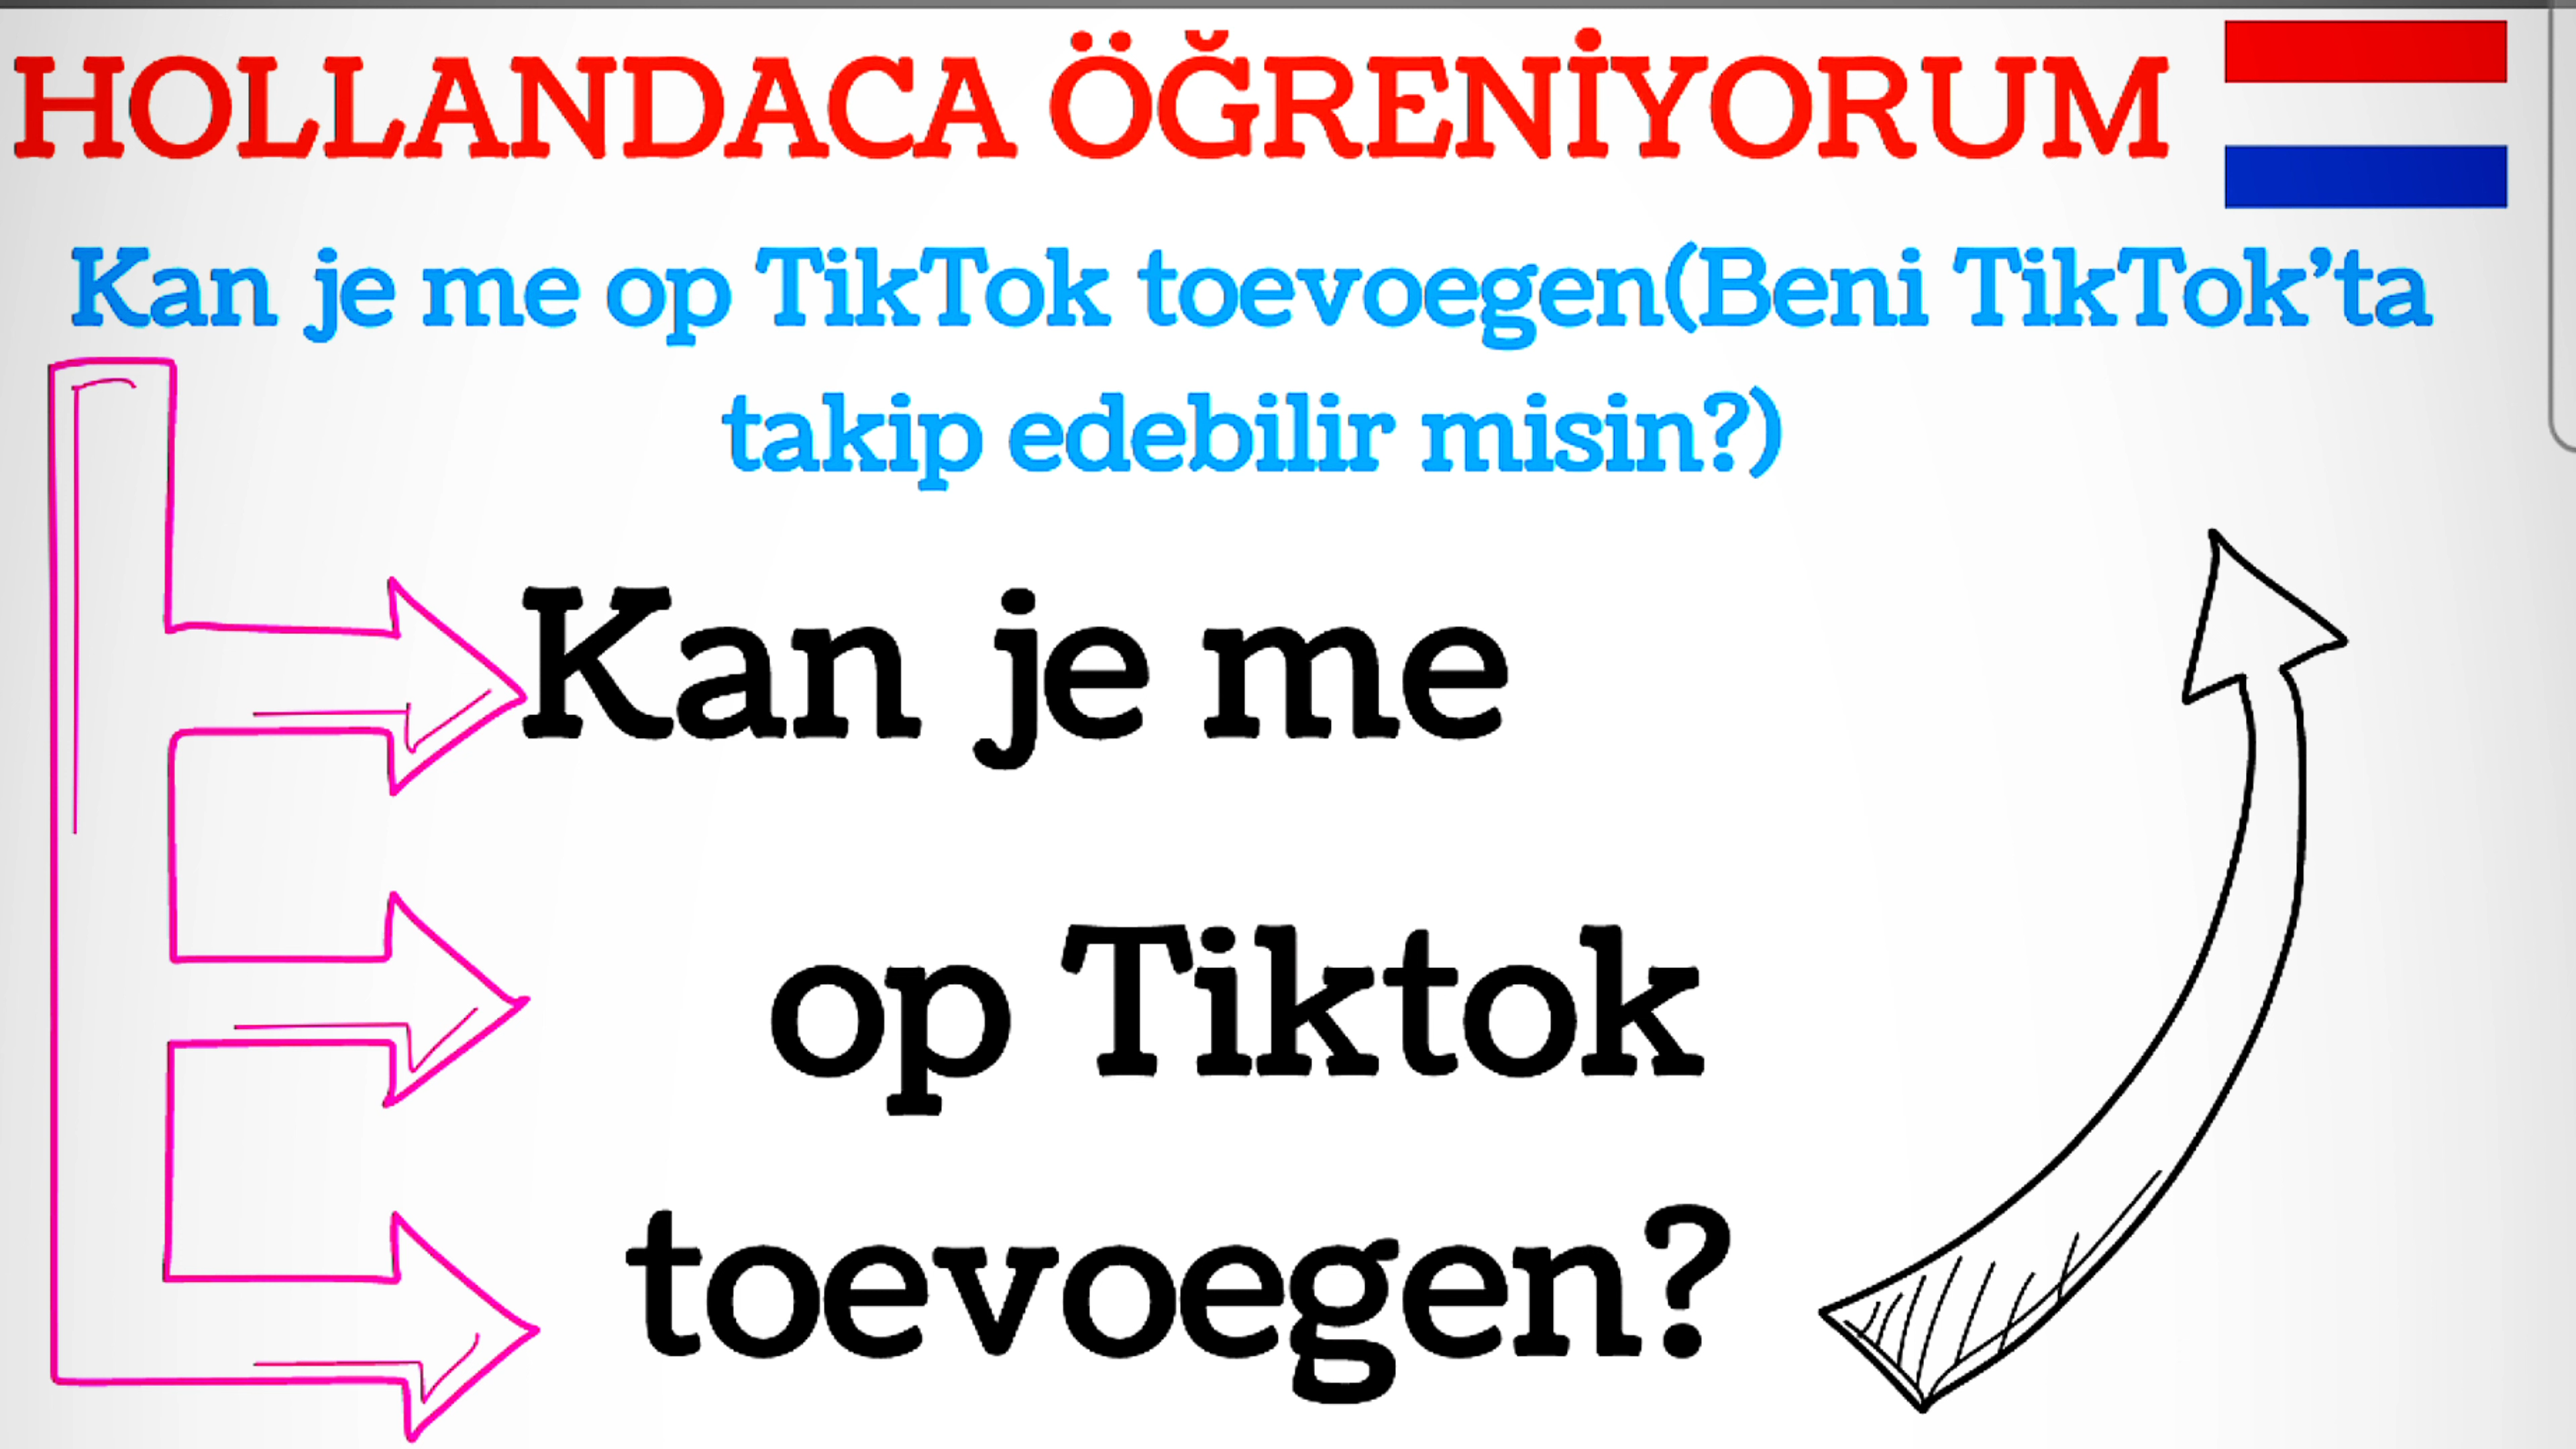 HOLLANDACA ÖĞRENİYORUM
Kan je me op TikTok toevoegen(Beni TikTok'ta
takip edebilir misin?)
Kan je me
op Tiktok
toevoegen?